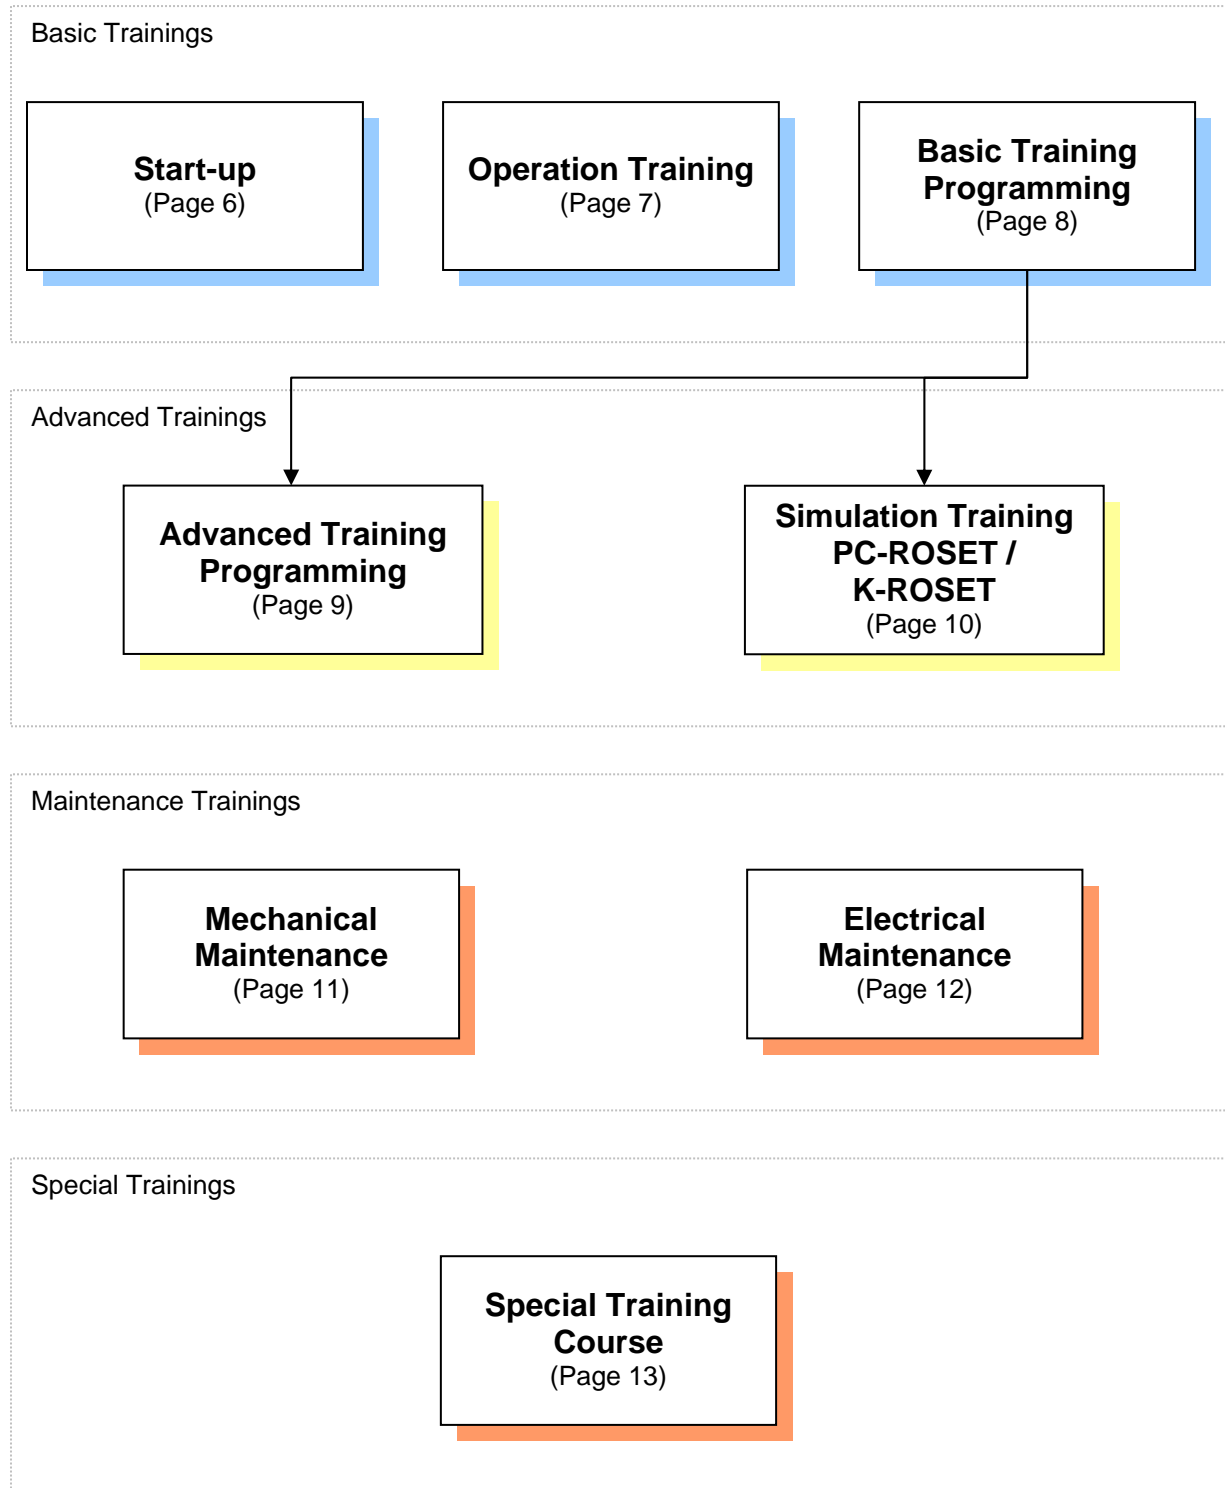 Basic Trainings
Start-up
(Page 6)
Operation Training
(Page 7)
Basic Training
Programming
(Page 8)
Advanced Trainings
Advanced Training
Programming
(Page 9)
Simulation Training
PC-ROSET /
K-ROSET
(Page 10)
Maintenance Trainings
Mechanical
Maintenance
(Page 11)
Electrical
Maintenance
(Page 12)
Special Trainings
Special Training
Course
(Page 13)